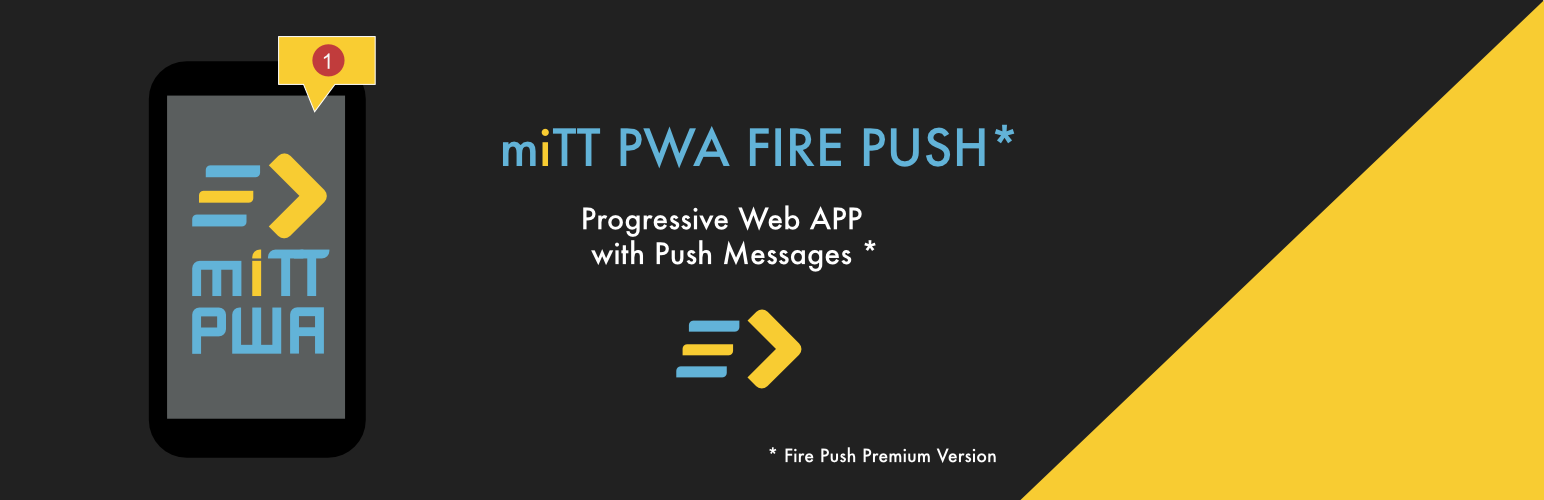 1
miTT
PWA
miTT PWA FIRE PUSH*
Progressive Web APP
with Push Messages *
* Fire Push Premium Version